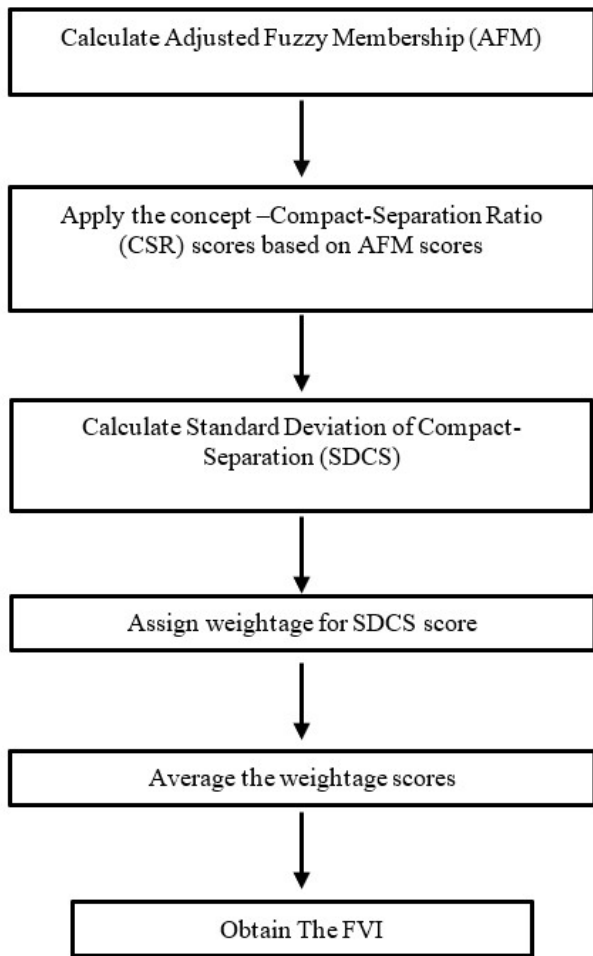 Calculate Adjusted Fuzzy Membership (AFM)
Apply the concept –Compact-Separation Ratio
(CSR) scores based on AFM scores
Calculate Standard Deviation of Compact-
Separation (SDCS)
Assign weightage for SDCS score
Average the weightage scores
Obtain The FVI